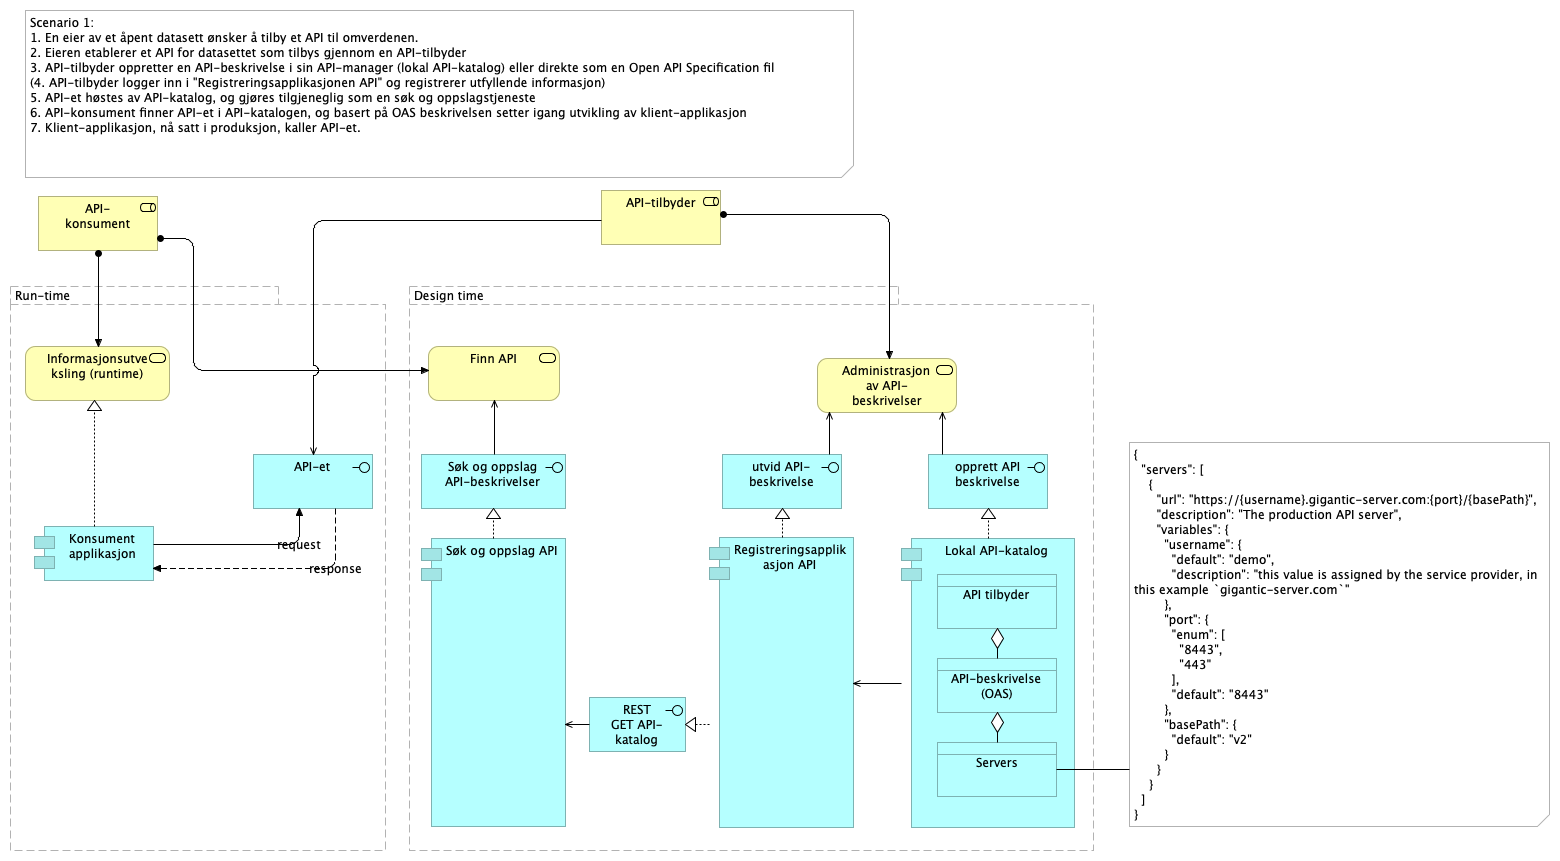 Scenario 1:
1. En eier av et åpent datasett ønsker å tilby et API til omverdenen.
2. Eieren etablerer et API for datasettet som tilbys gjennom en API-tilbyder
3. API-tilbyder oppretter en API-beskrivelse i sin API-manager (lokal API-katalog) eller direkte som en Open API Specification fil
(4. API-tilbyder logger inn i "Registreringsapplikasjonen API" og registrerer utfyllende informasjon)
5. API-et høstes av API-katalog, og gjøres tilgjeneglig som en søk og oppslagstjeneste
6. API-konsument finner API-et i API-katalogen, og basert på OAS beskrivelsen setter igang utvikling av klient-applikasjon
7. Klient-applikasjon, nå satt i produksjon, kaller API-et.
API-
konsument
API-tilbyder
Run-time
Design time
Informasjonsutve
ksling (runtime)
Finn API
Administrasjon
av API-
beskrivelser
API-et
Søk og oppslag
API-beskrivelser
utvid API-
beskrivelse
opprett API
beskrivelse
Konsument
applikasjon
request
response
Søk og oppslag API
Registreringsapplik
asjon API
Lokal API-katalog
API tilbyder
API-beskrivelse
(OAS)
Servers
REST
GET API-
katalog
{
"servers": [
{
"url": "https://{username}.gigantic-server.com:{port}/{basePath}",
"description": "The production API server",
"variables": {
"username": {
"default": "demo",
"description": "this value is assigned by the service provider, in
this example `gigantic-server.com`"
},
"port": {
"enum": [
"8443",
"443"
],
"default": "8443"
},
"basePath": {
"default": "v2"
}
}
}
]
}